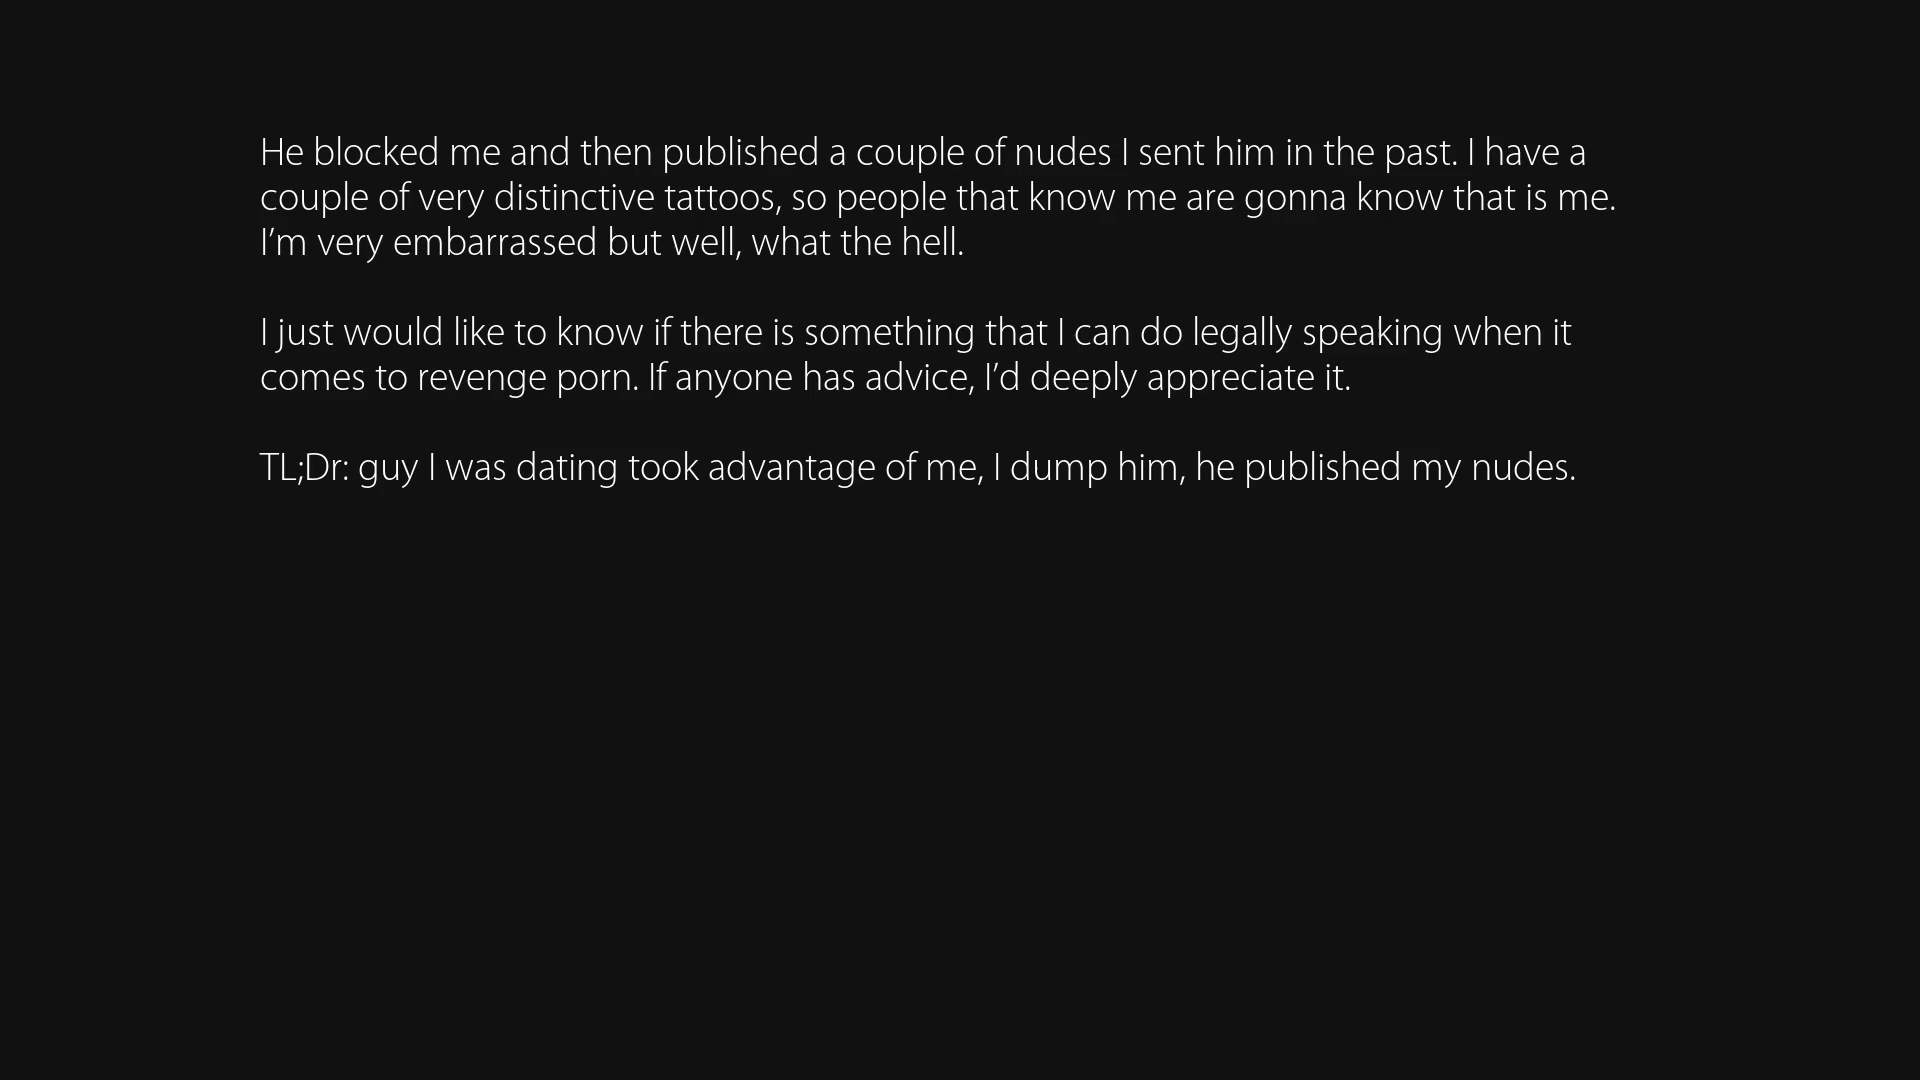 He blocked me and then published a couple of nudes I sent him in the past. I have a
couple of very distinctive tattoos, so people that know me are gonna know that is me.
I’m very embarrassed but well, what the hell.
I just would like to know if there is something that I can do legally speaking when it
comes to revenge porn. If anyone has advice, I’d deeply appreciate it.
TL;Dr: guy I was dating took advantage of me, I dump him, he published my nudes.